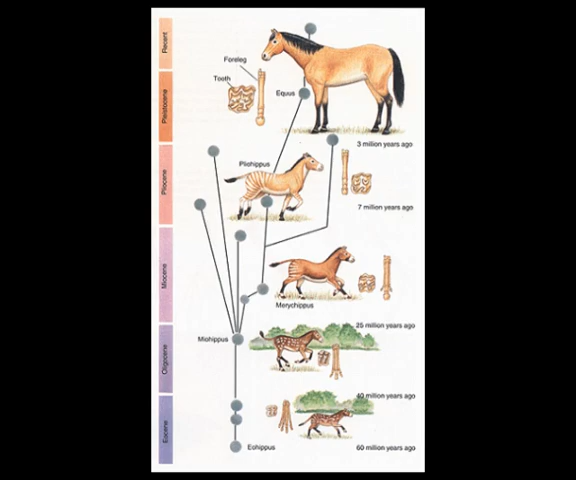 Recent
Foreleg
Tooth
Equus
Pleistocene
3 million years ago
Pliohippus
Pliocene
7 million years ago
Miocene
Merychippus
25 million years ago
Miohippus
Oligocene
40 million years ago
Eocene
Eohippus
60 million years ago